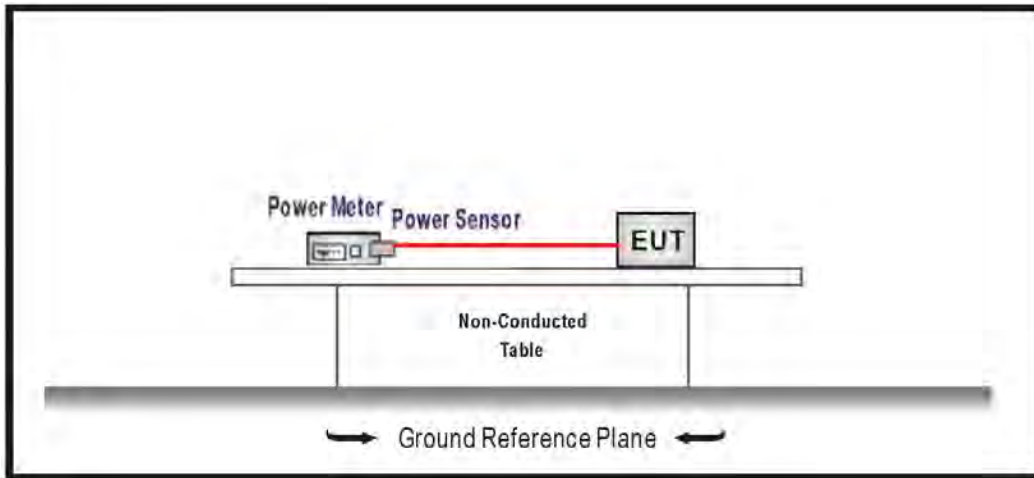 Power Meter
Power Sensor
EUT
Non-Conducted
Table
Ground Reference Plane